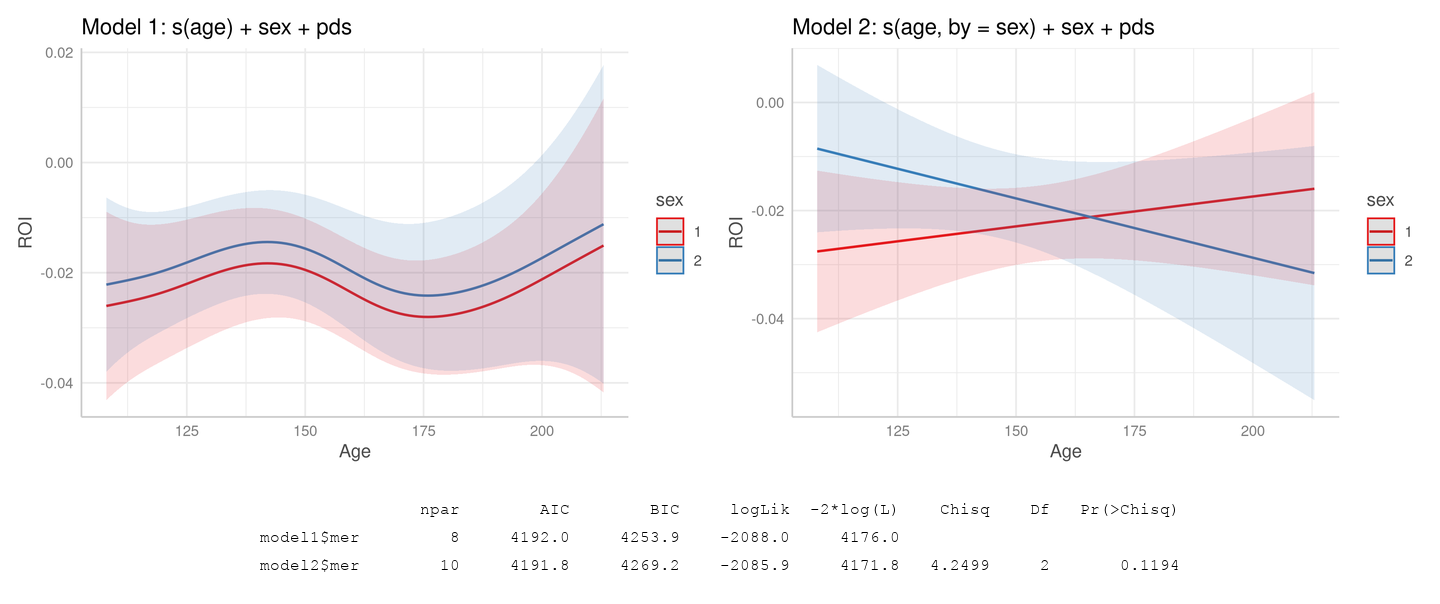 Model 1: s(age) + sex + pds
0.02
0.00
-0.02
-0.04
ROI
125 150 175 200
Age
sex
1
2
Model 2: s(age, by = sex) + sex + pds
0.00
-0.02
-0.04
ROI
125 150 175 200
Age
sex
1
2
npar AIC BIC logLik -2*log(L) Chisq Df Pr(>Chisq)
model1$mer 8 4192.0 4253.9 -2088.0 4176.0
model2$mer 10 4191.8 4269.2 -2085.9 4171.8 4.2499 2 0.1194